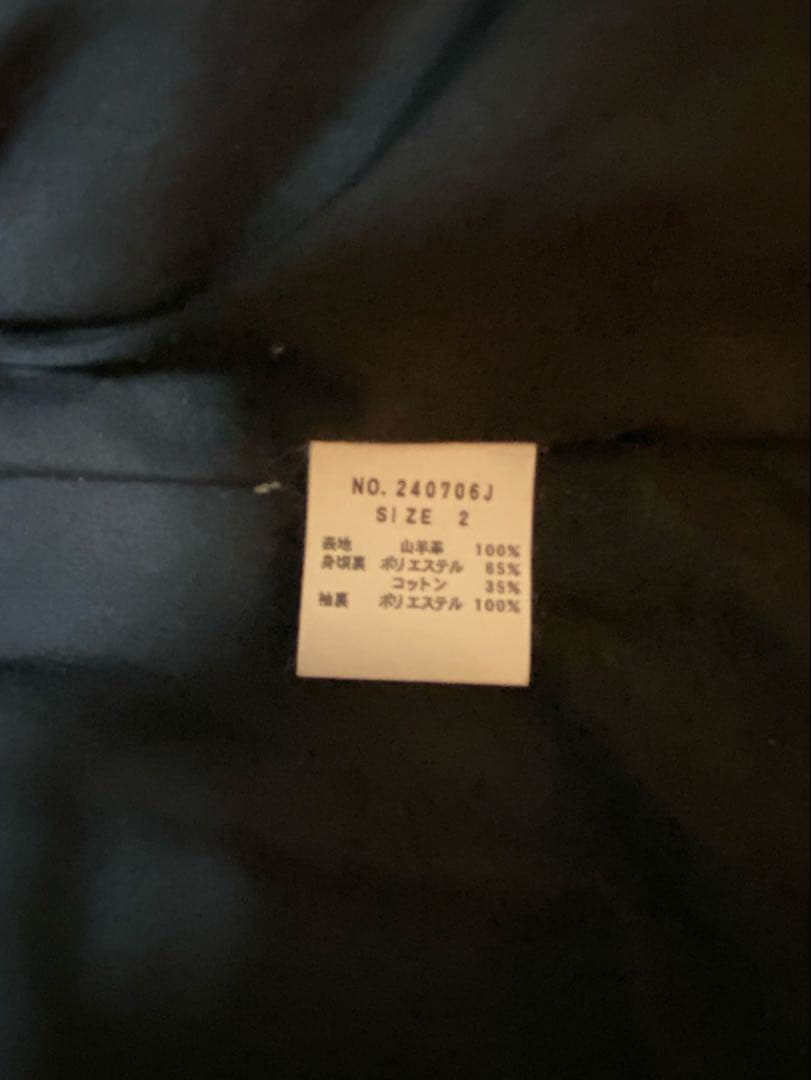 NO. 240706J
SIZE 2
表地 山羊革 100%
身頃裏 ポリエステル 65%
コットン 35%
袖裏 ポリエステル 100%